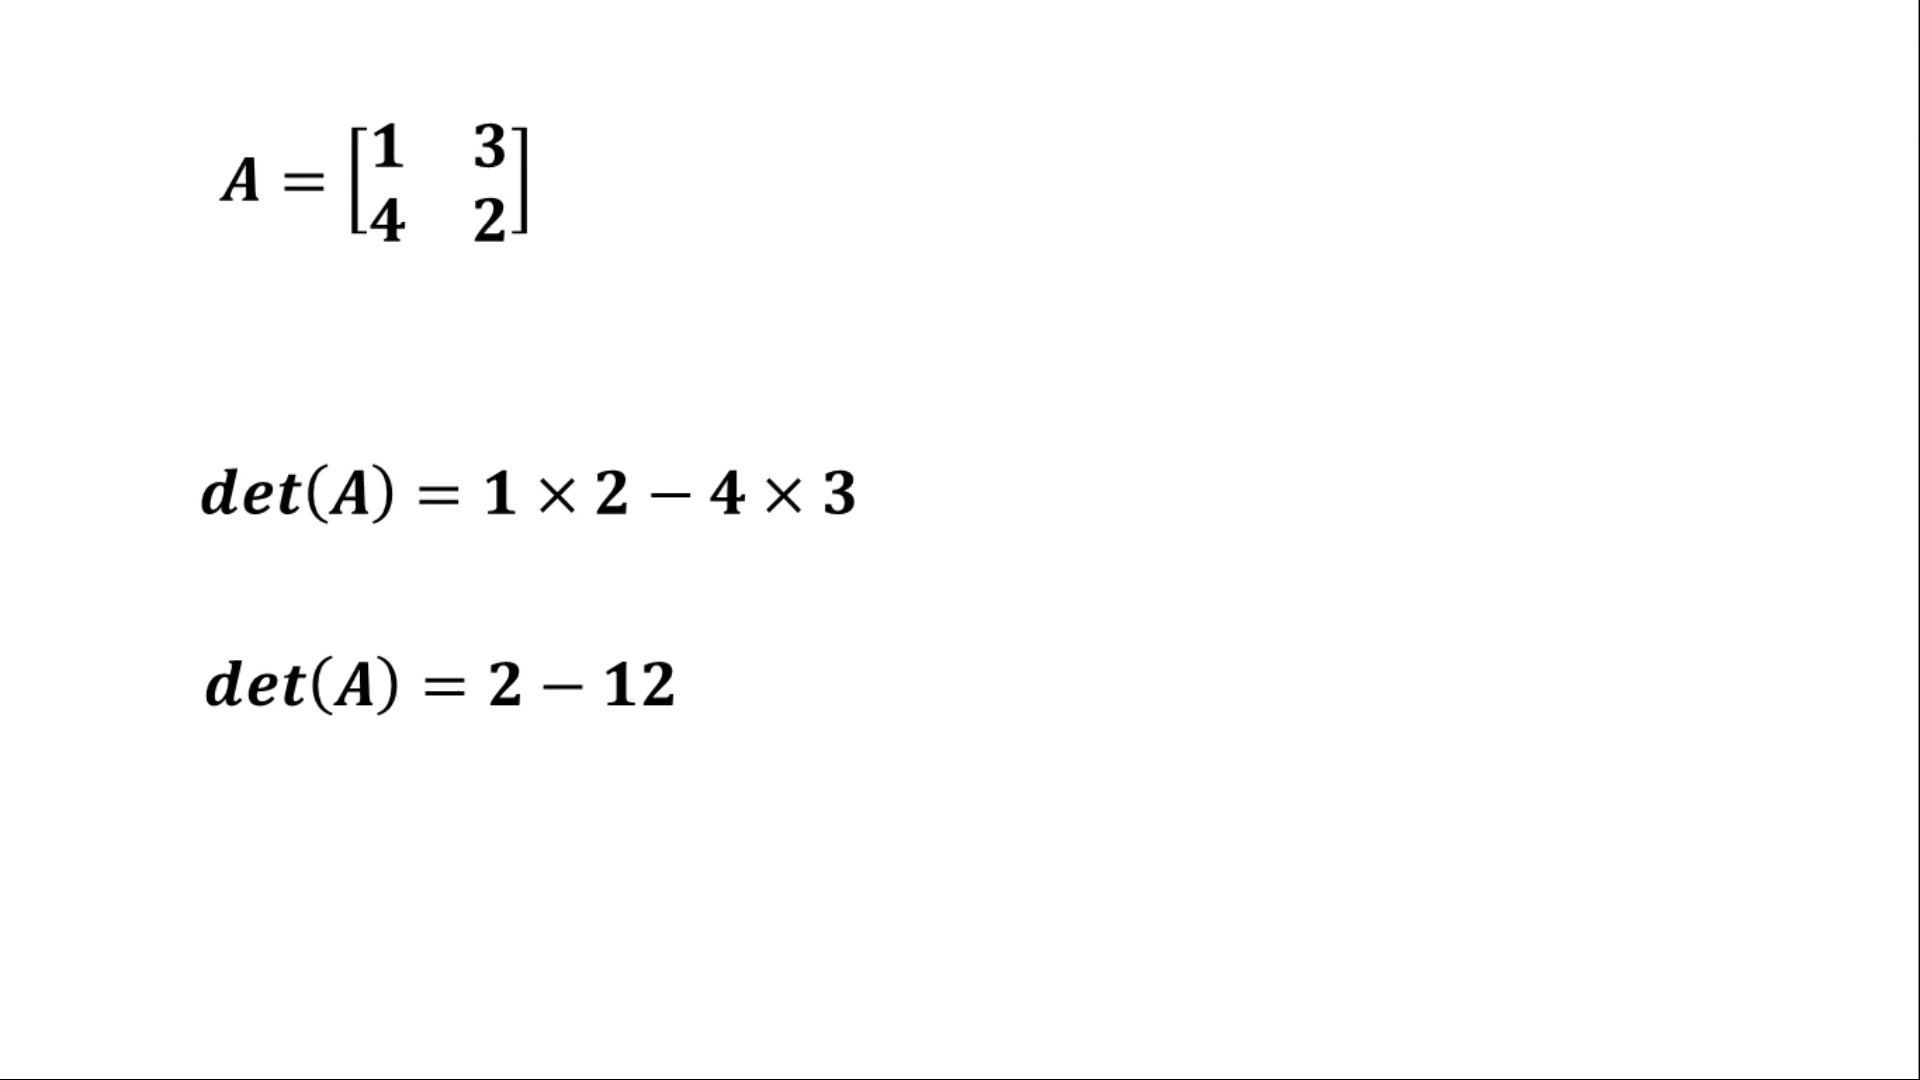 A = [1 3
4 2]
det(A) = 1 × 2 − 4 × 3
det(A) = 2 − 12